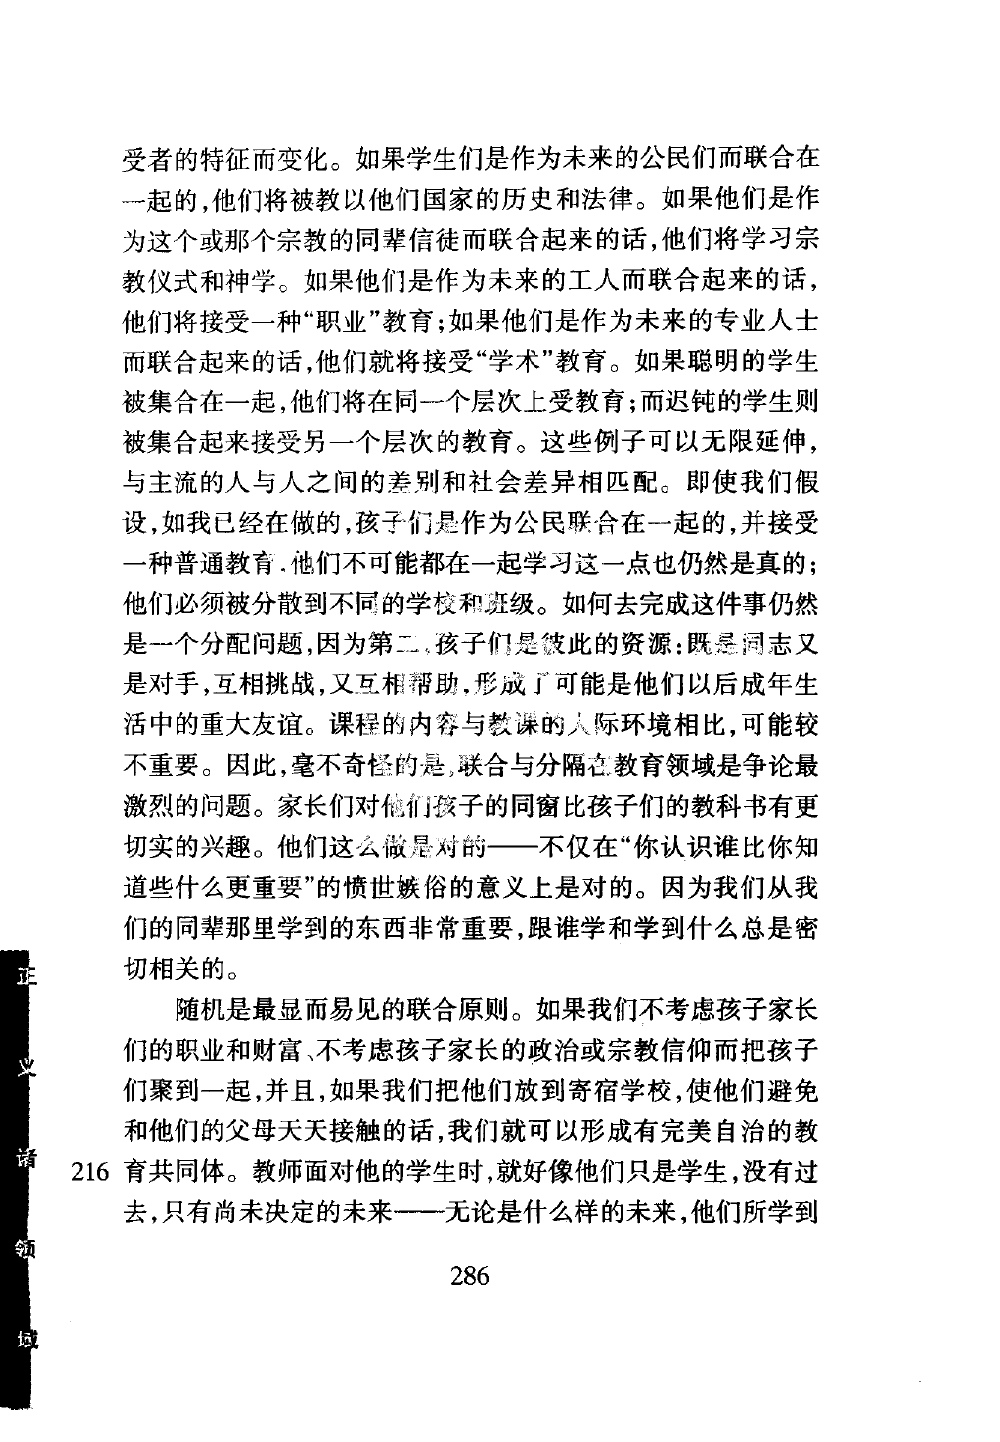 受者的特征而变化。如果学生们是作为未来的公民们而联合在
一起的,他们将被教以他们国家的历史和法律。如果他们是作
为这个或那个宗教的同辈信徒而联合起来的话,他们将学习宗
教仪式和神学。如果他们是作为未来的工人而联合起来的话,
他们将接受一种“职业”教育;如果他们是作为未来的专业人士
而联合起来的话,他们就将接受“学术”教育。如果聪明的学生
被集合在一起,他们将在同一个层次上受教育;而迟钝的学生则
被集合起来接受另一个层次的教育。这些例子可以无限延伸,
与主流的人与人之间的差别和社会差异相匹配。即使我们假
设,如我已经在做的,孩子们是作为公民联合在一起的,并接受
一种普通教育.他们不可能都在一起学习这一点也仍然是真的;
他们必须被分散到不同的学校和班级。如何去完成这件事仍然
是一个分配问题,因为第二,孩子们是彼此的资源:既是同志又
是对手,互相挑战,又互相帮助,形成了可能是他们以后成年生
活中的重大友谊。课程的内容与教课的人际环境相比,可能较
不重要。因此,毫不奇怪的是,联合与分隔在教育领域是争论最
激烈的问题。家长们对他们孩子的同窗比孩子们的教科书有更
切实的兴趣。他们这么做是对的——不仅在“你认识谁比你知
道些什么更重要”的愤世嫉俗的意义上是对的。因为我们从我
们的同辈那里学到的东西非常重要,跟谁学和学到什么总是密
切相关的。
随机是最显而易见的联合原则。如果我们不考虑孩子家长
们的职业和财富、不考虑孩子家长的政治或宗教信仰而把孩子
们聚到一起,并且,如果我们把他们放到寄宿学校,使他们避免
和他们的父母天天接触的话,我们就可以形成有完美自治的教
216 育共同体。教师面对他的学生时,就好像他们只是学生,没有过
去,只有尚未决定的未来——无论是什么样的未来,他们所学到
286
正义诸领域